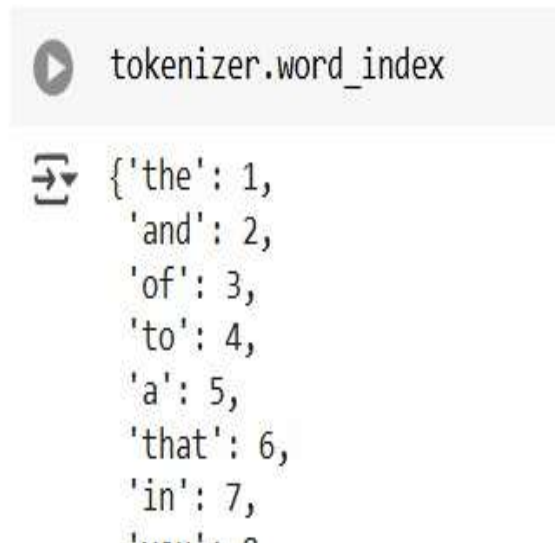 tokenizer.word_index
{'the': 1,
'and': 2,
'of': 3,
'to': 4,
'a': 5,
'that': 6,
'in': 7,